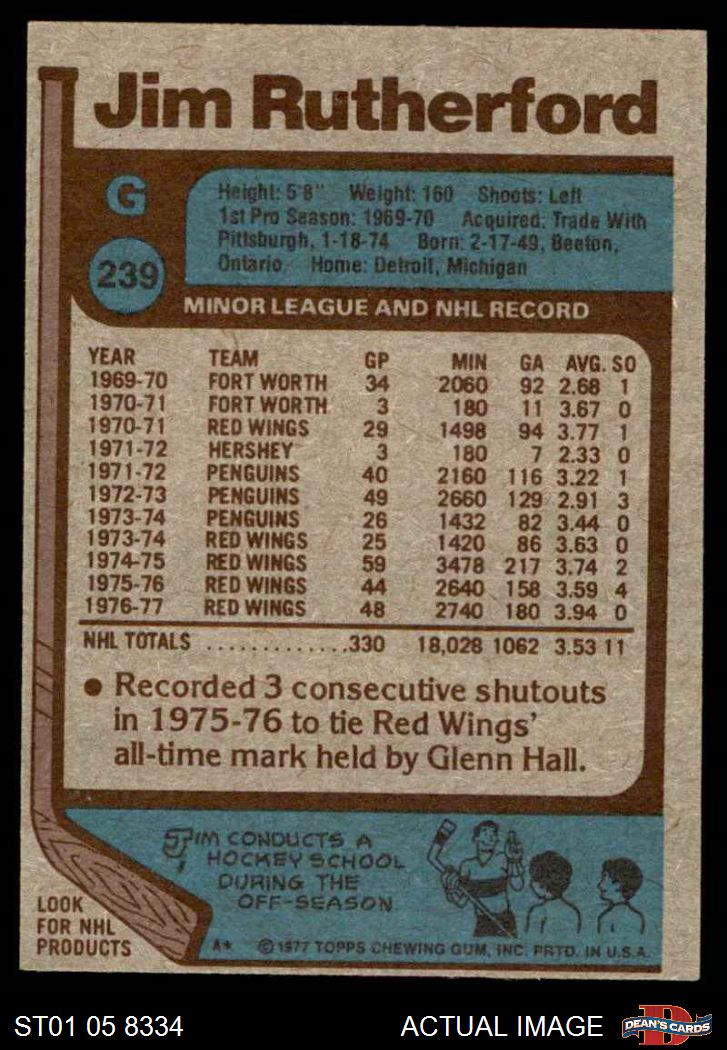 Jim Rutherford
G
239
Height: 5'8" Weight: 160 Shoots: Left
1st Pro Season: 1969-70 Acquired: Trade With
Pittsburgh, 1-18-74 Born: 2-17-49, Beeton,
Ontario Home: Detroit, Michigan
MINOR LEAGUE AND NHL RECORD
YEAR TEAM GP MIN GA AVG. SO
1969-70 FORT WORTH 34 2060 92 2.68 1
1970-71 FORT WORTH 3 180 11 3.67 0
1970-71 RED WINGS 29 1498 94 3.77 1
1971-72 HERSHEY 3 180 7 2.33 0
1971-72 PENGUINS 40 2160 116 3.22 1
1972-73 PENGUINS 49 2660 129 2.91 3
1973-74 PENGUINS 26 1432 82 3.44 0
1973-74 RED WINGS 25 1420 86 3.63 0
1974-75 RED WINGS 59 3478 217 3.74 2
1975-76 RED WINGS 44 2640 158 3.59 4
1976-77 RED WINGS 48 2740 180 3.94 0
NHL TOTALS .............330 18,028 1062 3.53 11
● Recorded 3 consecutive shutouts
in 1975-76 to tie Red Wings'
all-time mark held by Glenn Hall.
JIM CONDUCTS A
HOCKEY SCHOOL
DURING THE
OFF-SEASON
LOOK
FOR NHL
PRODUCTS
A* ©1977 TOPPS CHEWING GUM, INC. PRTD. IN U.S.A.
ST01 05 8334 ACTUAL IMAGE
D
DEAN'S CARDS